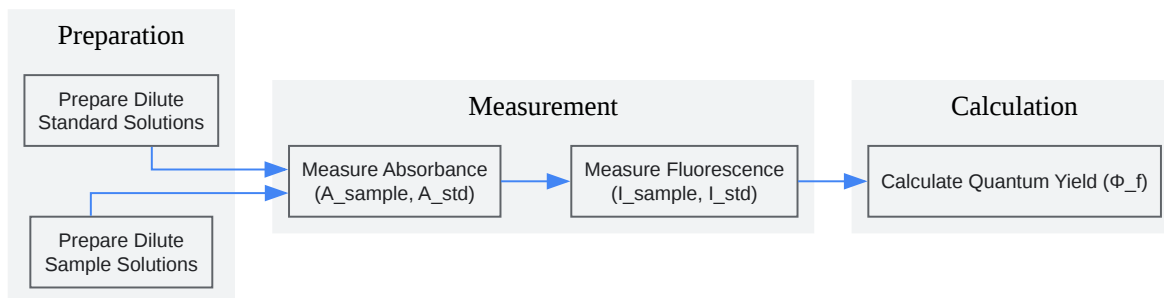 Preparation
Prepare Dilute
Standard Solutions
Prepare Dilute
Sample Solutions
Measurement
Measure Absorbance
(A_sample, A_std)
Measure Fluorescence
(I_sample, I_std)
Calculation
Calculate Quantum Yield (Φ_f)